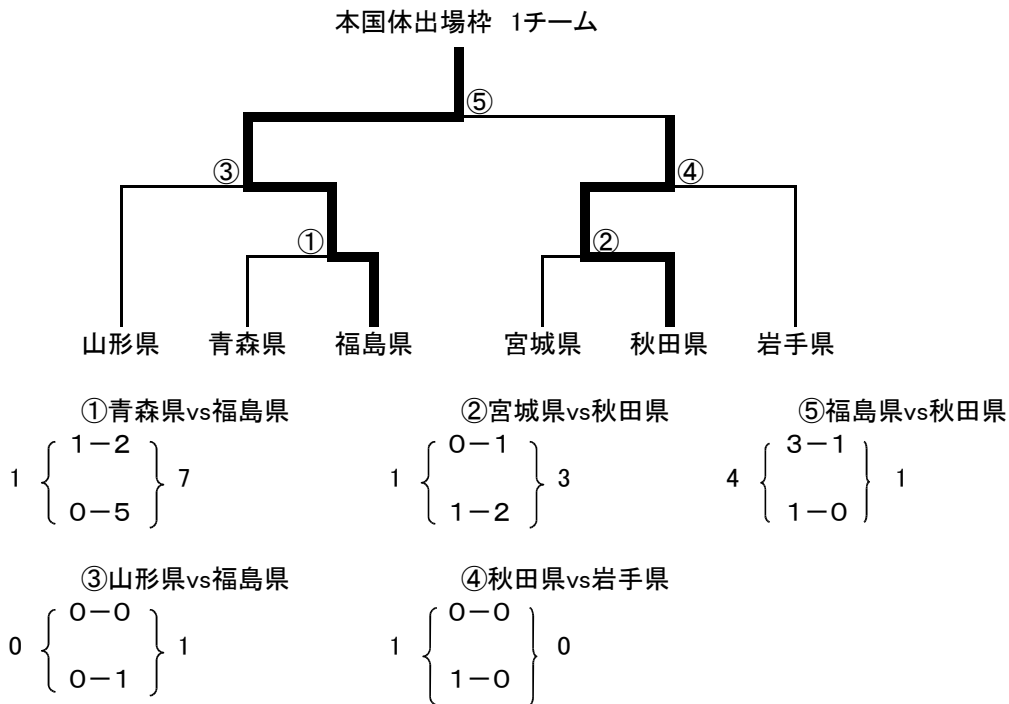 本国体出場枠 1チーム
⑤
③ ④
① ②
山形県 青森県 福島県 宮城県 秋田県 岩手県
①青森県vs福島県 ②宮城県vs秋田県 ⑤福島県vs秋田県
1－2 0－1 3－1
1 7 1 3 4 1
0－5 1－2 1－0
③山形県vs福島県 ④秋田県vs岩手県
0－0 0－0
0 1 1 0
0－1 1－0